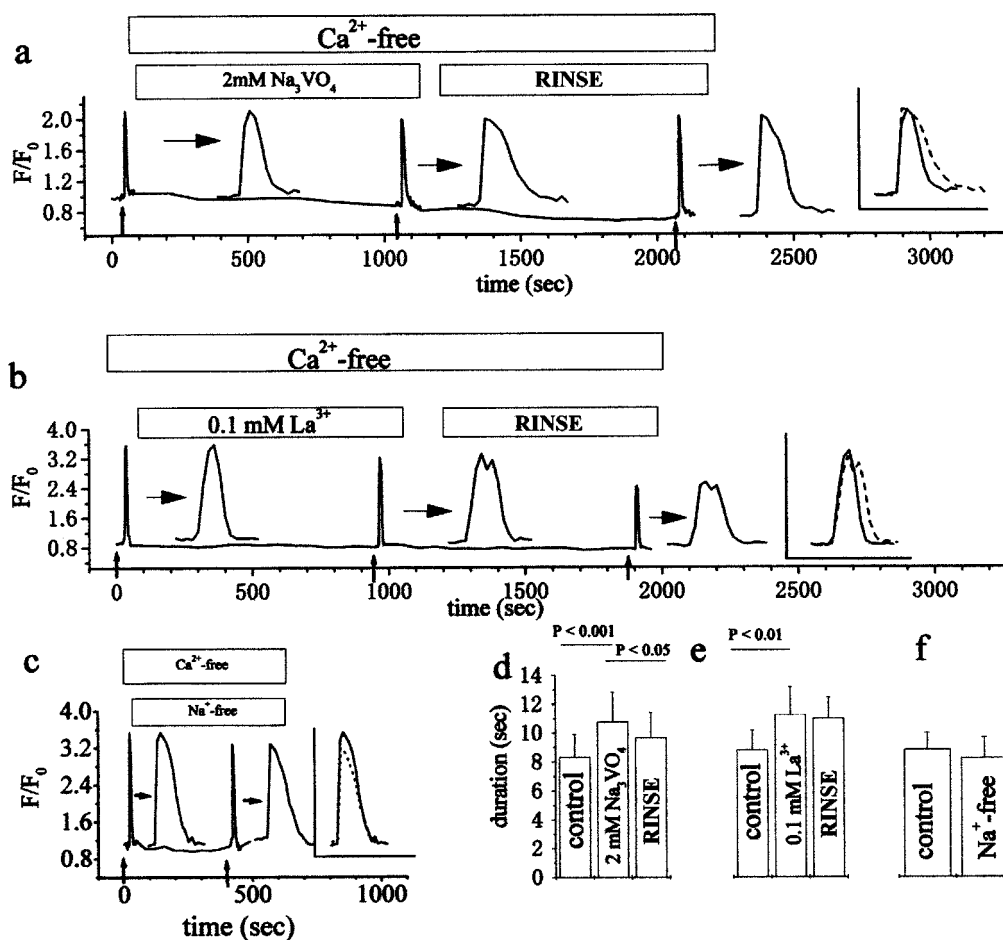 a
Ca²⁺-free
2mM Na₃VO₄ RINSE
F/F₀
2.0
1.6
1.2
0.8
0 500 1000 1500 2000 2500 3000
time (sec)
b
Ca²⁺-free
0.1 mM La³⁺ RINSE
F/F₀
4.0
3.2
2.4
1.6
0.8
0 500 1000 1500 2000 2500 3000
time (sec)
c
Ca²⁺-free
Na⁺-free
F/F₀
4.0
3.2
2.4
1.6
0.8
0 500 1000
time (sec)
d
P < 0.001
P < 0.05
duration (sec)
14
12
10
8
6
4
2
0
control
2 mM Na₃VO₄
RINSE
e
P < 0.01
control
0.1 mM La³⁺
RINSE
f
control
Na⁺-free